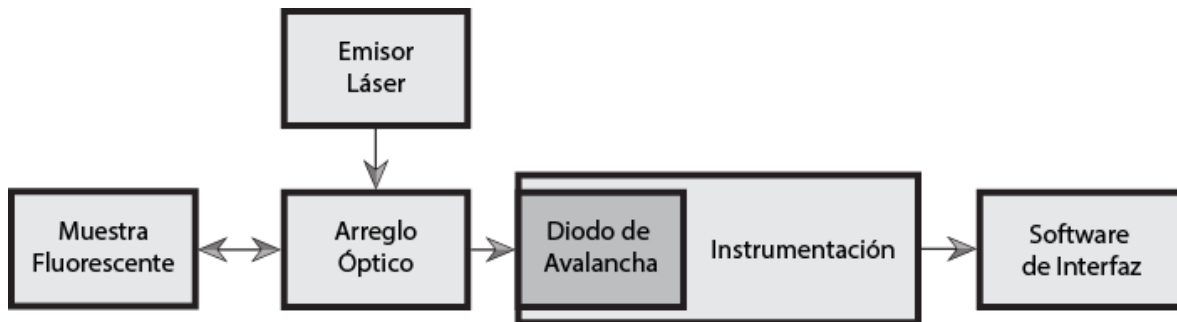 Emisor
Láser
Muestra
Fluorescente
Arreglo
Óptico
Diodo de
Avalancha
Instrumentación
Software
de Interfaz